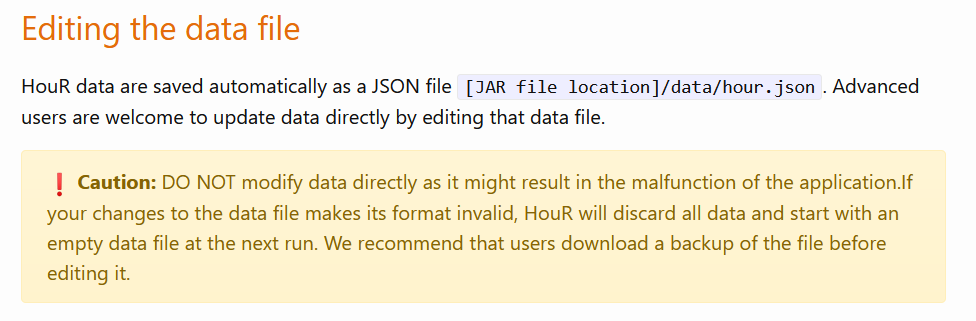 Editing the data file
HouR data are saved automatically as a JSON file [JAR file location]/data/hour.json. Advanced
users are welcome to update data directly by editing that data file.
❗ Caution: DO NOT modify data directly as it might result in the malfunction of the application.If
your changes to the data file makes its format invalid, HouR will discard all data and start with an
empty data file at the next run. We recommend that users download a backup of the file before
editing it.